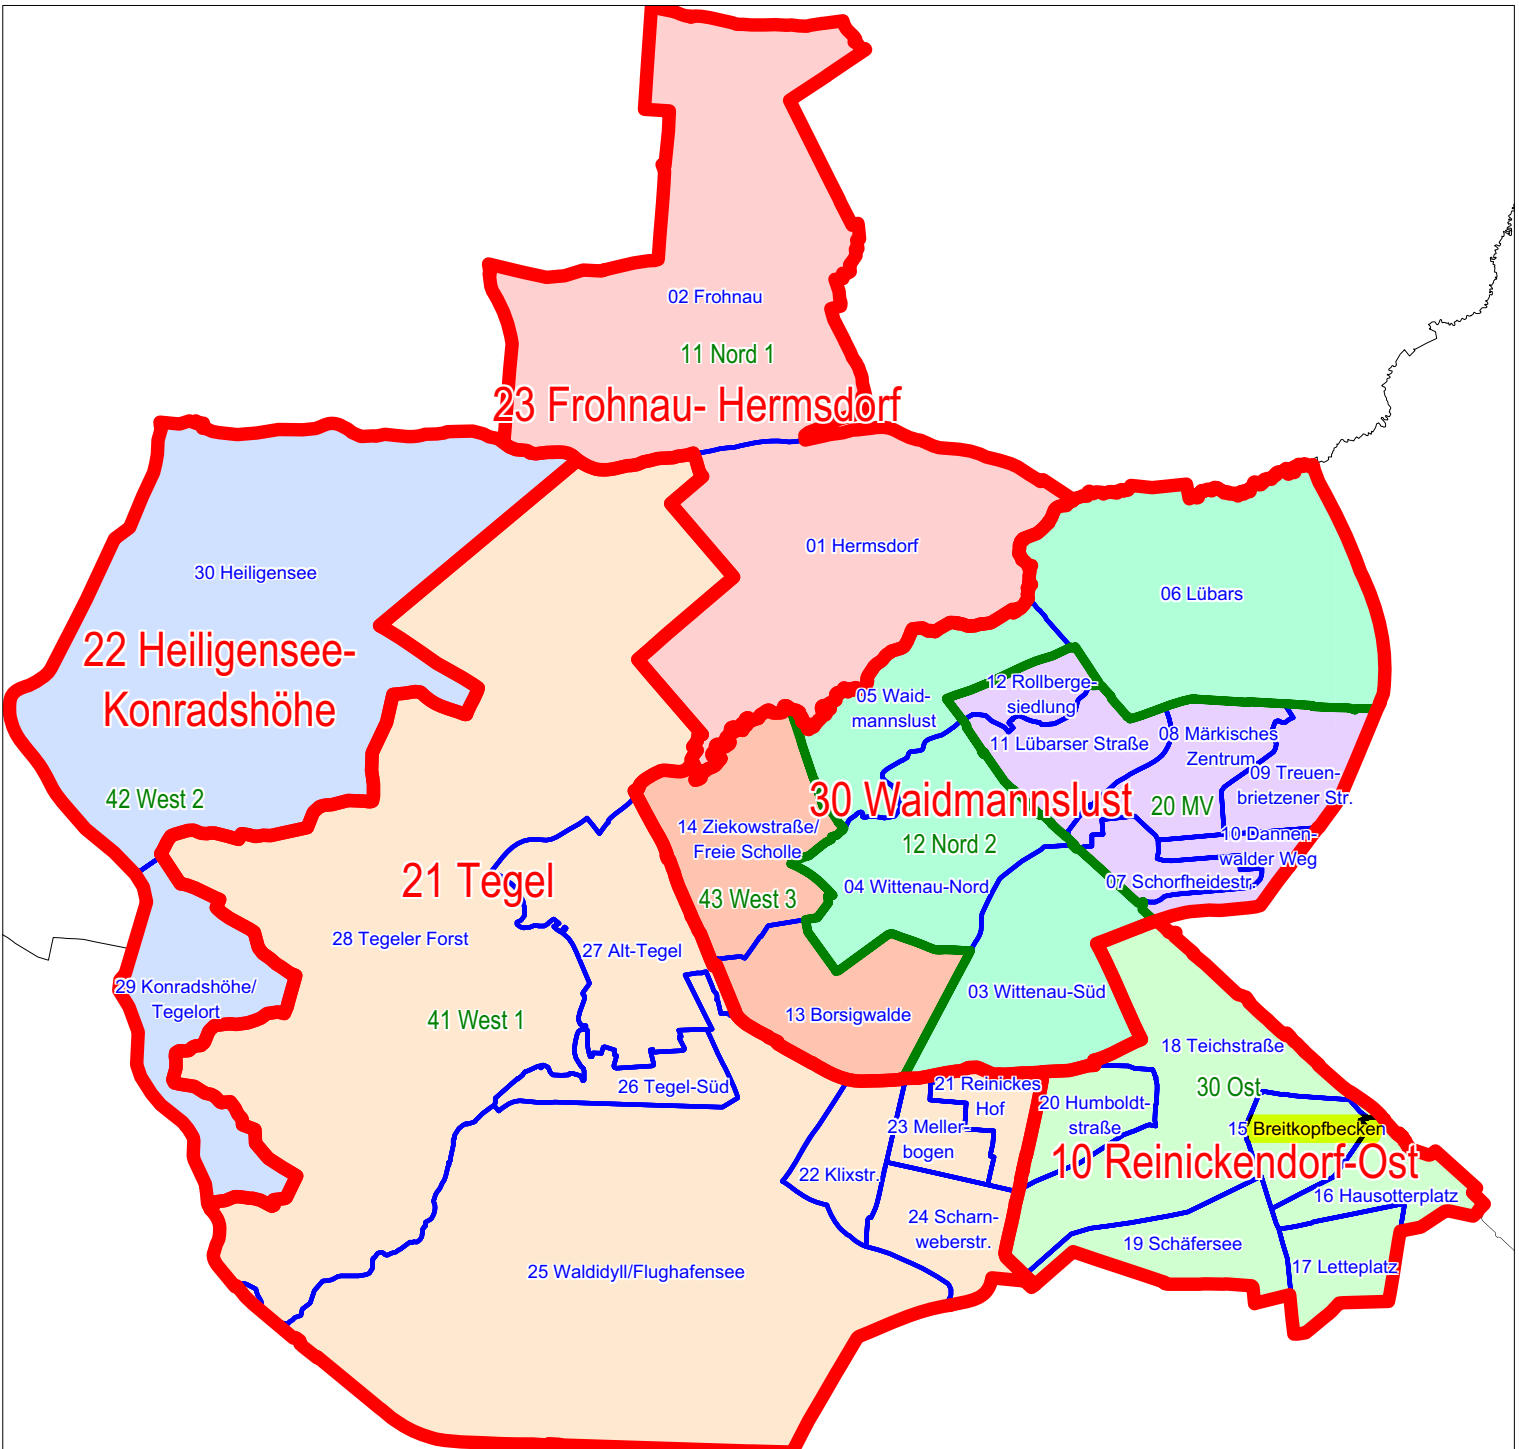 02 Frohnau
11 Nord 1
23 Frohnau- Hermsdorf
01 Hermsdorf
30 Heiligensee
06 Lübars
22 Heiligensee-
Konradshöhe
42 West 2
05 Waid-
mannslust
12 Rollberge-
siedlung
11 Lübarser Straße
08 Märkisches
Zentrum
09 Treuen-
brietzener Str.
30 Waidmannslust
20 MV
14 Ziekowstraße/
Freie Scholle
12 Nord 2
10 Dannen-
walder Weg
07 Schorfheidestr.
21 Tegel
43 West 3
04 Wittenau-Nord
28 Tegeler Forst
27 Alt-Tegel
29 Konradshöhe/
Tegelort
41 West 1
13 Borsigwalde
03 Wittenau-Süd
18 Teichstraße
26 Tegel-Süd
21 Reinickes
Hof
20 Humboldt-
straße
30 Ost
23 Meller-
bogen
15 Breitkopfbecken
10 Reinickendorf-Ost
22 Klixstr.
16 Hausotterplatz
24 Scharn-
weberstr.
19 Schäfersee
17 Letteplatz
25 Waldidyll/Flughafensee